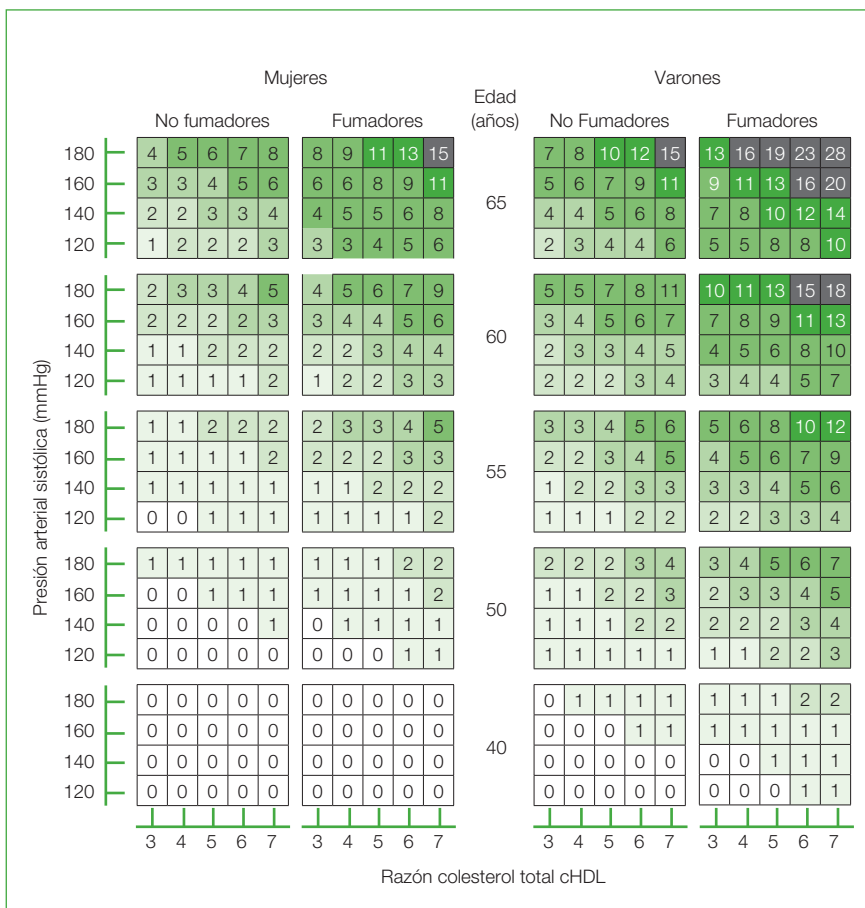 Mujeres Varones
No fumadores Fumadores Edad (años) No Fumadores Fumadores
Presión arterial sistólica (mmHg)
180 4 5 6 7 8 8 9 11 13 15 7 8 10 12 15 13 16 19 23 28
160 3 3 4 5 6 6 6 8 9 11 5 6 7 9 11 9 11 13 16 20
65
140 2 2 3 3 4 4 5 5 6 8 4 4 5 6 8 7 8 10 12 14
120 1 2 2 2 3 3 3 4 5 6 2 3 4 4 6 5 5 8 8 10
180 2 3 3 4 5 4 5 6 7 9 5 5 7 8 11 10 11 13 15 18
160 2 2 2 2 3 3 4 4 5 6 3 4 5 6 7 7 8 9 11 13
60
140 1 1 2 2 2 2 2 3 4 4 2 3 3 4 5 4 5 6 8 10
120 1 1 1 1 2 1 2 2 3 3 2 2 2 3 4 3 4 4 5 7
180 1 1 2 2 2 2 3 3 4 5 3 3 4 5 6 5 6 8 10 12
160 1 1 1 1 2 2 2 2 3 3 2 2 3 4 5 4 5 6 7 9
55
140 1 1 1 1 1 1 1 2 2 2 1 2 2 3 3 3 3 4 5 6
120 0 0 1 1 1 1 1 1 1 2 1 1 1 2 2 2 2 3 3 4
180 1 1 1 1 1 1 1 1 2 2 2 2 2 3 4 3 4 5 6 7
160 0 0 1 1 1 1 1 1 1 2 1 1 2 2 3 2 3 3 4 5
50
140 0 0 0 0 1 0 1 1 1 1 1 1 1 2 2 2 2 2 3 4
120 0 0 0 0 0 0 0 0 1 1 1 1 1 1 1 1 1 2 2 3
180 0 0 0 0 0 0 0 0 0 0 0 1 1 1 1 1 1 1 2 2
160 0 0 0 0 0 0 0 0 0 0 0 0 0 1 1 1 1 1 1 1
40
140 0 0 0 0 0 0 0 0 0 0 0 0 0 0 0 0 0 1 1 1
120 0 0 0 0 0 0 0 0 0 0 0 0 0 0 0 0 0 0 1 1
3 4 5 6 7 3 4 5 6 7 3 4 5 6 7 3 4 5 6 7
Razón colesterol total cHDL